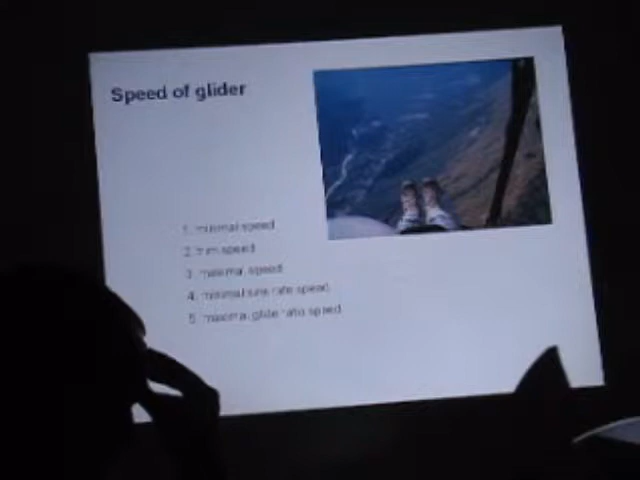 Speed of glider
1. minimal speed
2. trim speed
3. maximal speed
4. minimal sink rate speed
5. maximal glide ratio speed